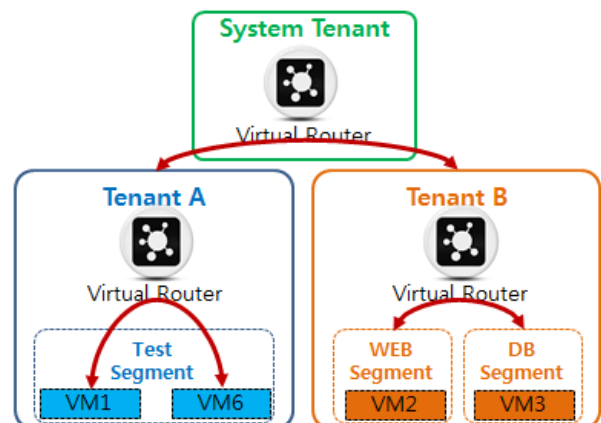 System Tenant
Virtual Router
Tenant A
Virtual Router
Test
Segment
VM1
VM6
Tenant B
Virtual Router
WEB
Segment
VM2
DB
Segment
VM3